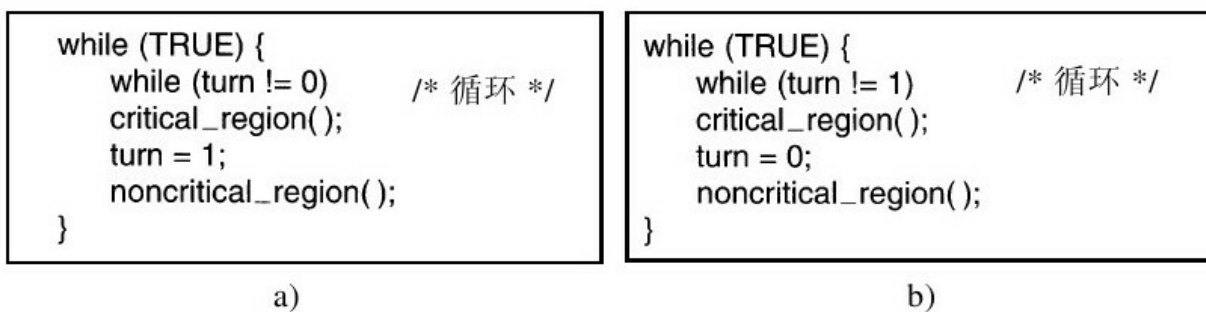 while (TRUE) {
while (turn != 0) /* 循环 */
critical_region( );
turn = 1;
noncritical_region( );
}
a)
while (TRUE) {
while (turn != 1) /* 循环 */
critical_region( );
turn = 0;
noncritical_region( );
}
b)